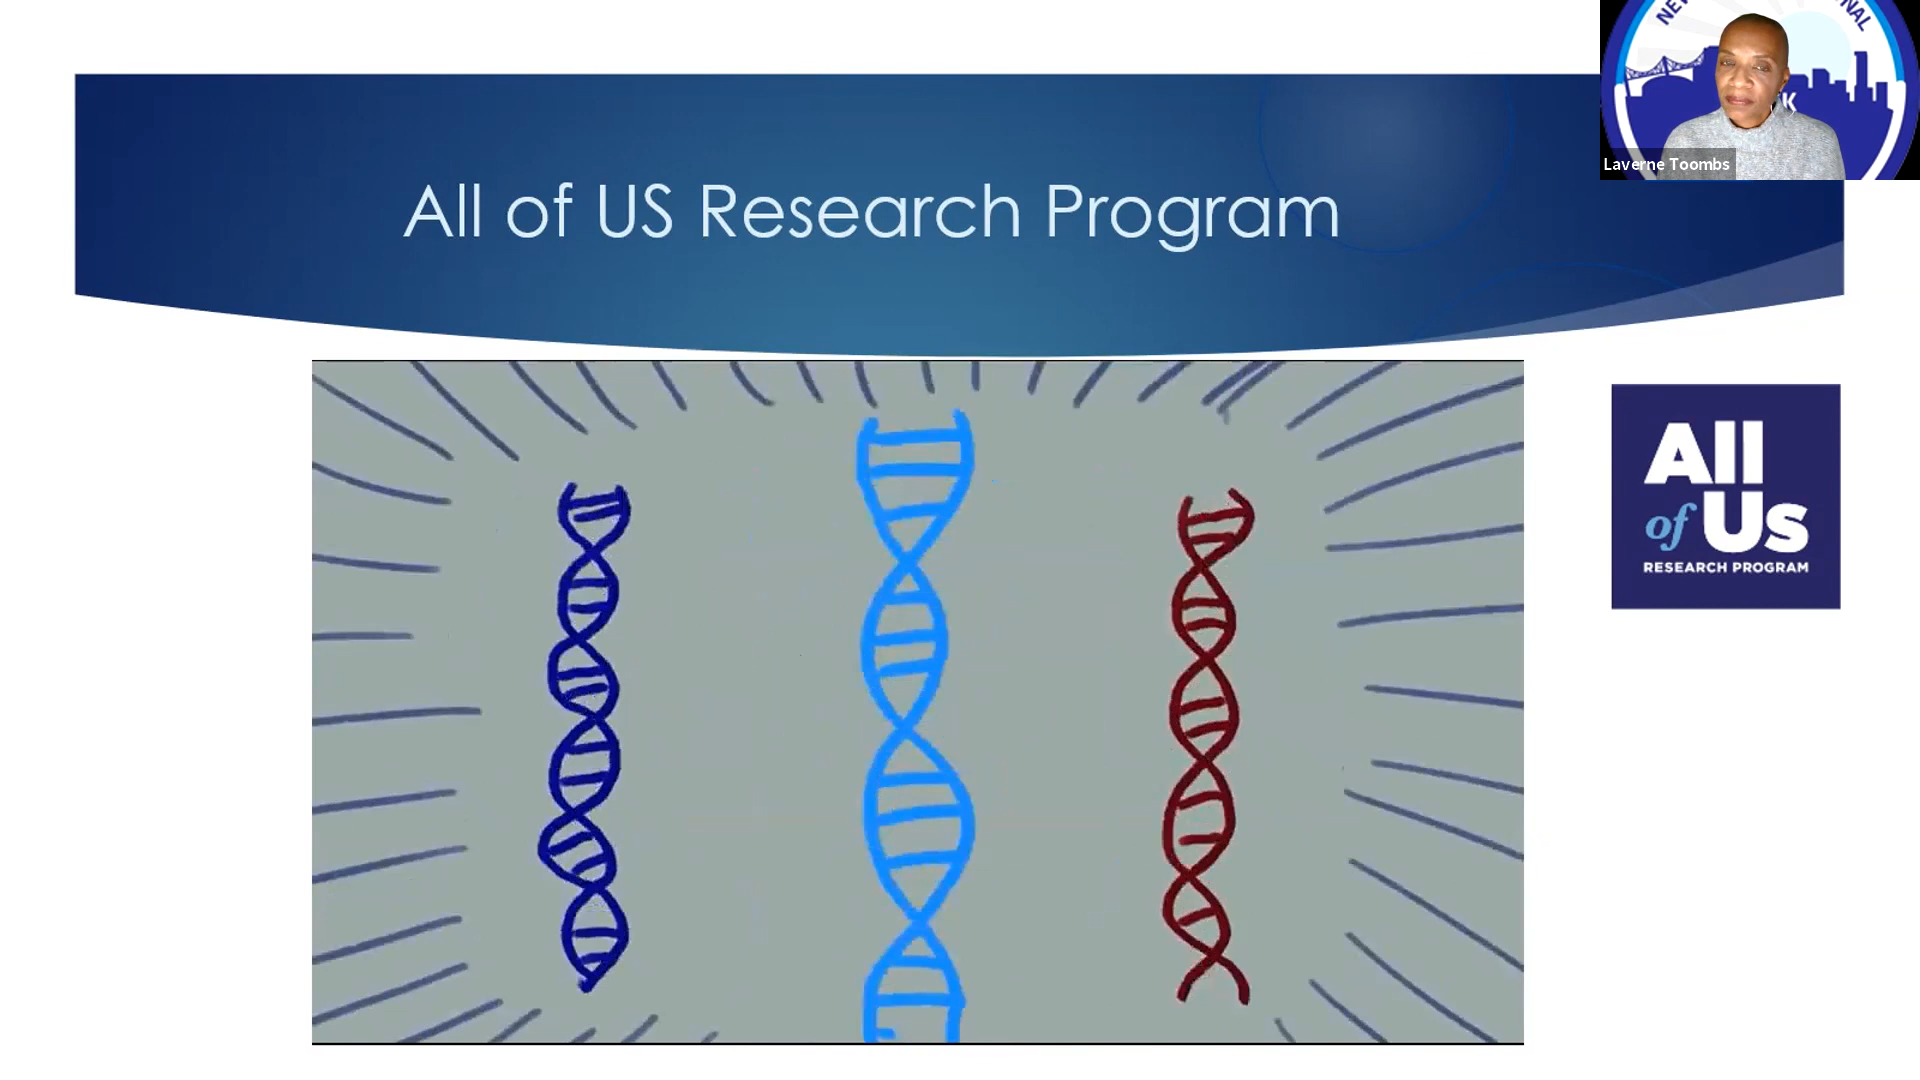 All of US Research Program
Laverne Toombs
All
of Us
RESEARCH PROGRAM